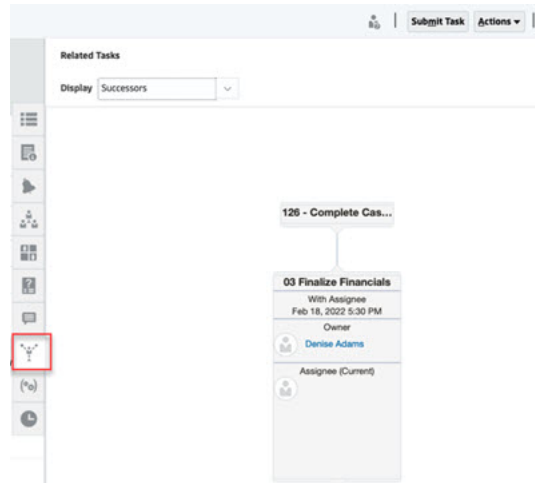 Submit Task Actions
Related Tasks
Display Successors
126 - Complete Cas...
03 Finalize Financials
With Assignee
Feb 18, 2022 5:30 PM
Owner
Denise Adams
Assignee (Current)